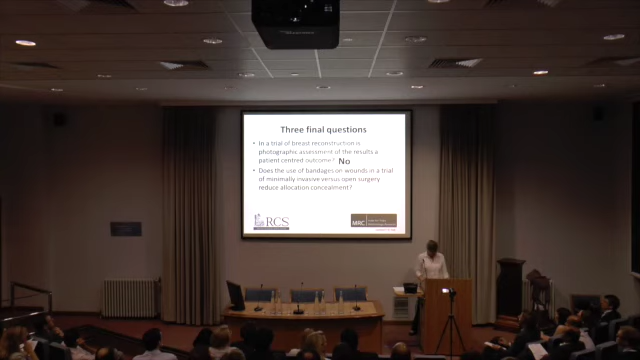 Three final questions
• In a trial of breast reconstruction is
photographic assessment of the results a
patient centred outcome? No
• Does the use of bandages on wounds in a trial
of minimally invasive versus open surgery
reduce allocation concealment?
RCS
MRC